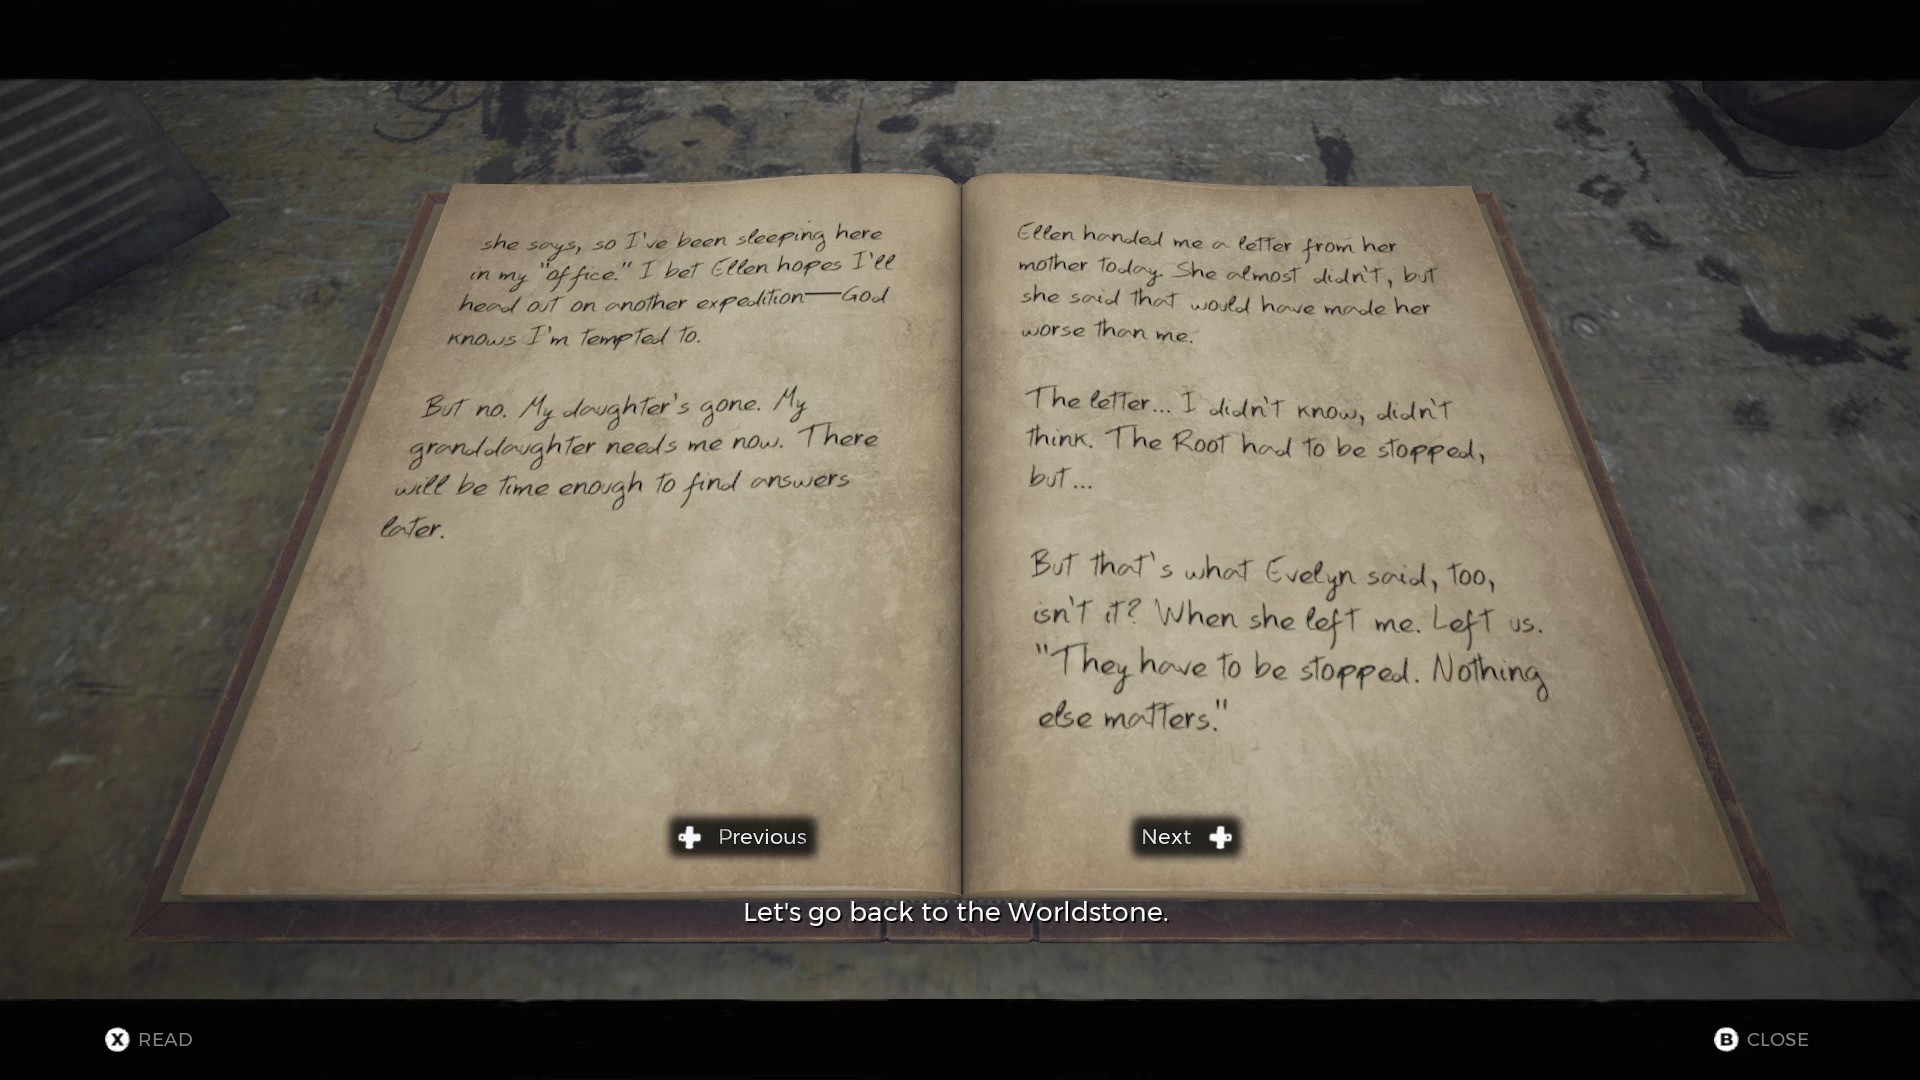 she says, so I've been sleeping here
in my "office." I bet Ellen hopes I'll
head out on another expedition—God
knows I'm tempted to.
But no. My daughter's gone. My
granddaughter needs me now. There
will be time enough to find answers
later.
Ellen handed me a letter from her
mother today. She almost didn't, but
she said that would have made her
worse than me.
The letter... I didn't know, didn't
think. The Root had to be stopped,
but...
But that's what Evelyn said, too,
isn't it? When she left me. Left us.
"They have to be stopped. Nothing
else matters."
Previous
Next
Let's go back to the Worldstone.
X READ
B CLOSE